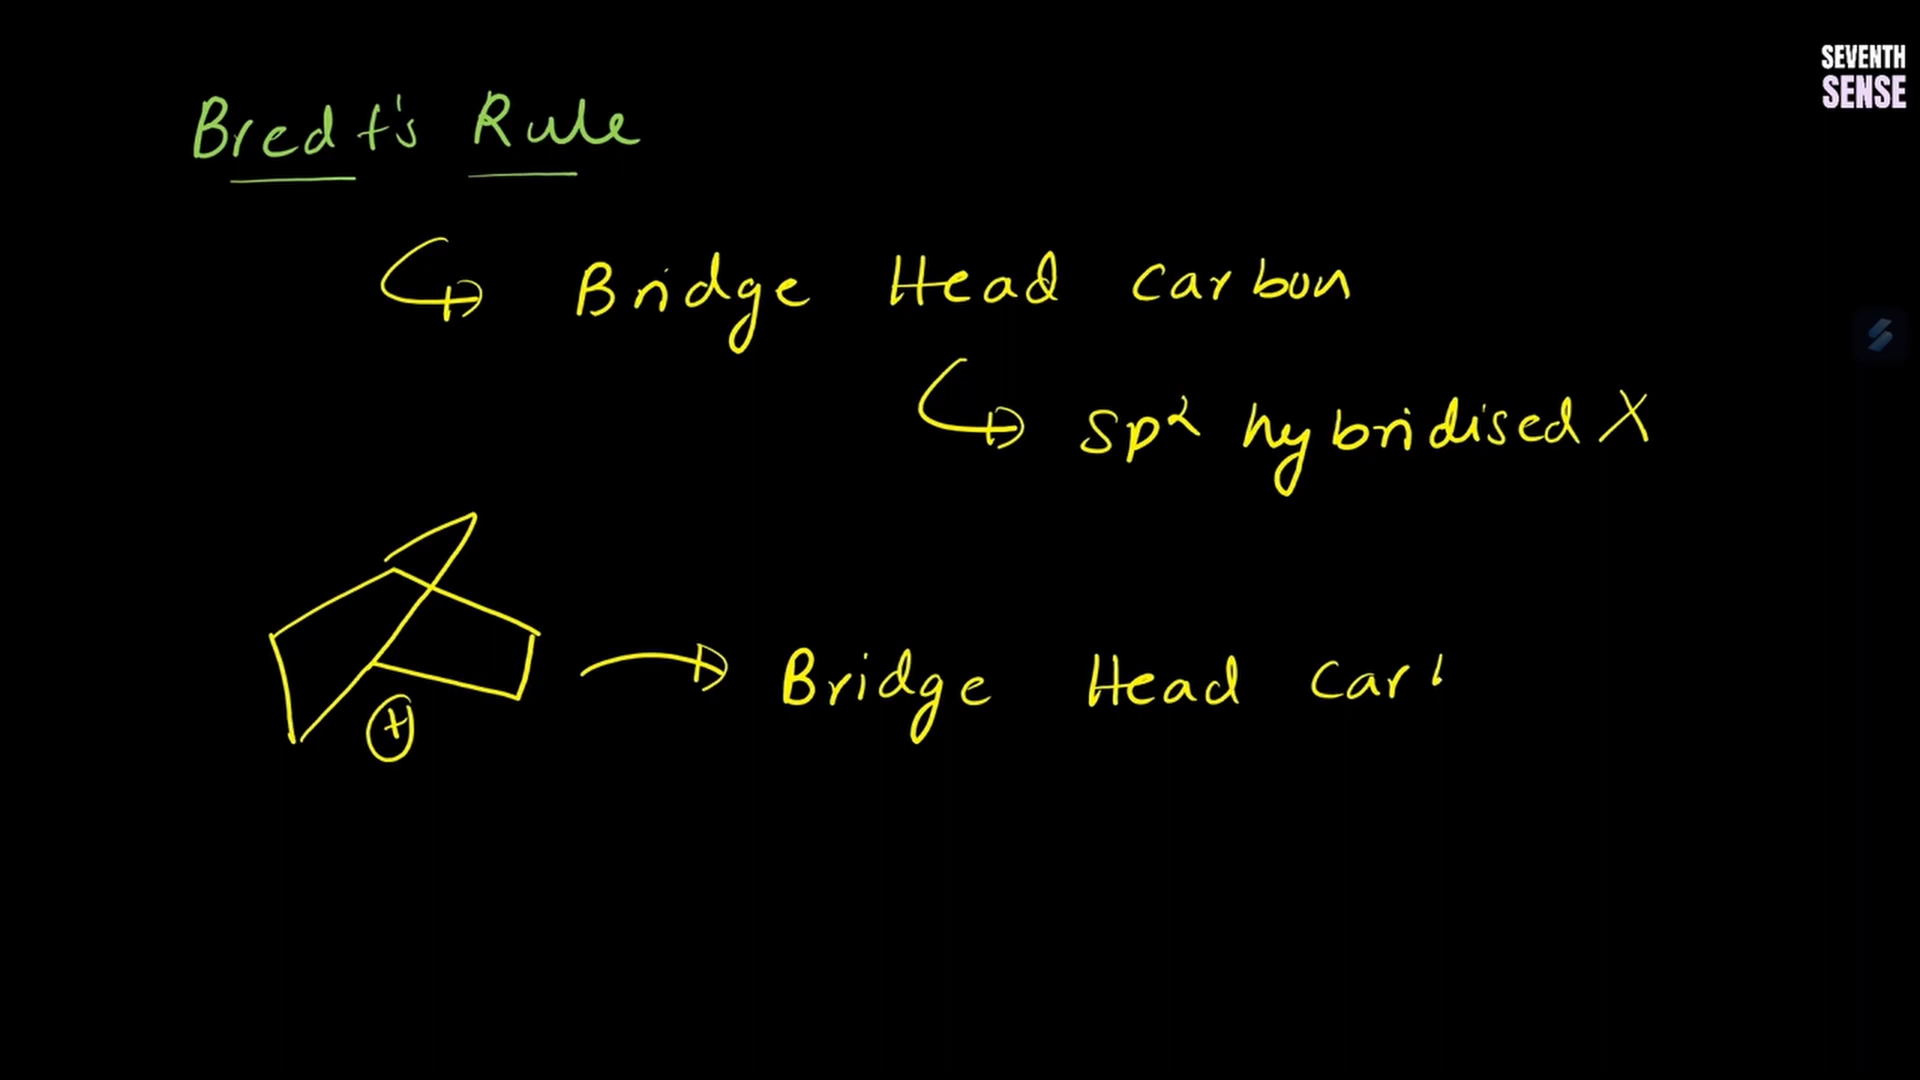 SEVENTH
SENSE
Bredt's Rule
Bridge Head carbon
sp² hybridised X
⊕
Bridge Head Car